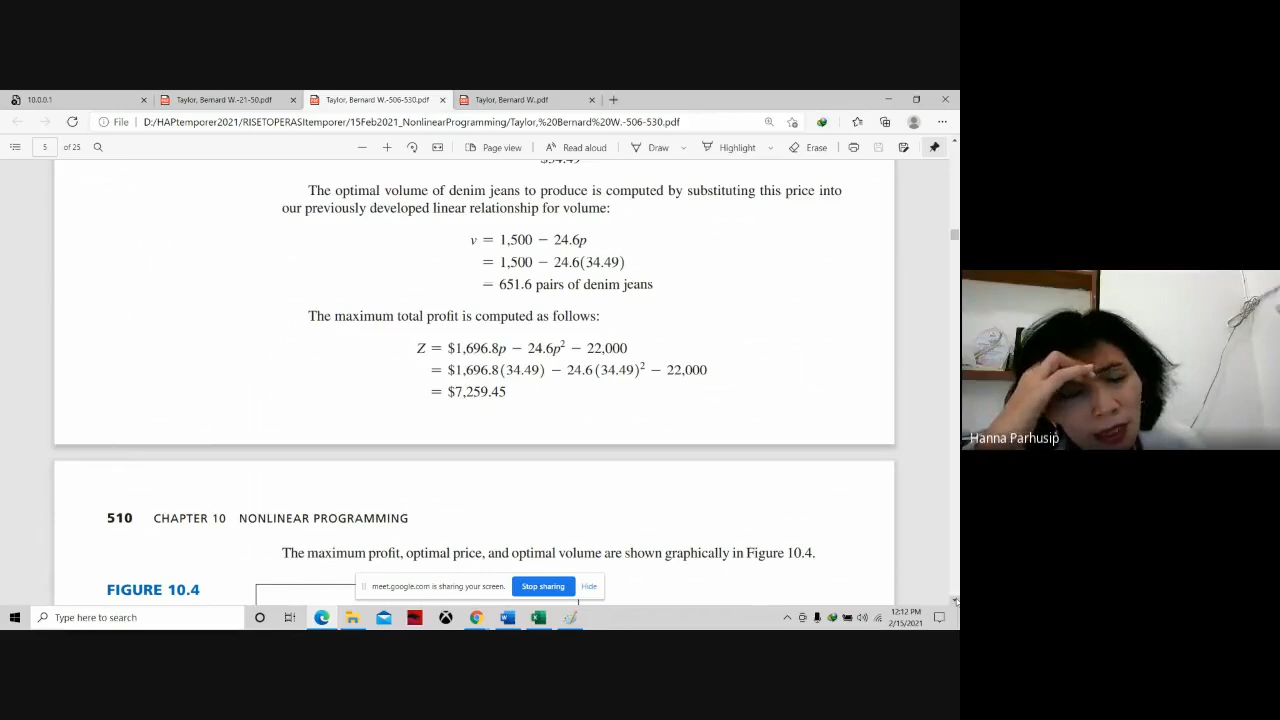 10.0.0.1
Taylor, Bernard W.-21-50.pdf
Taylor, Bernard W.-506-530.pdf
Taylor, Bernard W..pdf
File
D:/HAPtemporer2021/RISETOPERASItemporer/15Feb2021_NonlinearProgramming/Taylor,%20Bernard%20W.-506-530.pdf
5 of 25
Page view
Read aloud
Draw
Highlight
Erase
The optimal volume of denim jeans to produce is computed by substituting this price into
our previously developed linear relationship for volume:
v = 1,500 − 24.6p
= 1,500 − 24.6(34.49)
= 651.6 pairs of denim jeans
The maximum total profit is computed as follows:
Z = $1,696.8p − 24.6p² − 22,000
= $1,696.8(34.49) − 24.6(34.49)² − 22,000
= $7,259.45
510 CHAPTER 10 NONLINEAR PROGRAMMING
The maximum profit, optimal price, and optimal volume are shown graphically in Figure 10.4.
FIGURE 10.4
meet.google.com is sharing your screen.
Stop sharing
Hide
Type here to search
12:12 PM
2/15/2021
Hanna Parhusip